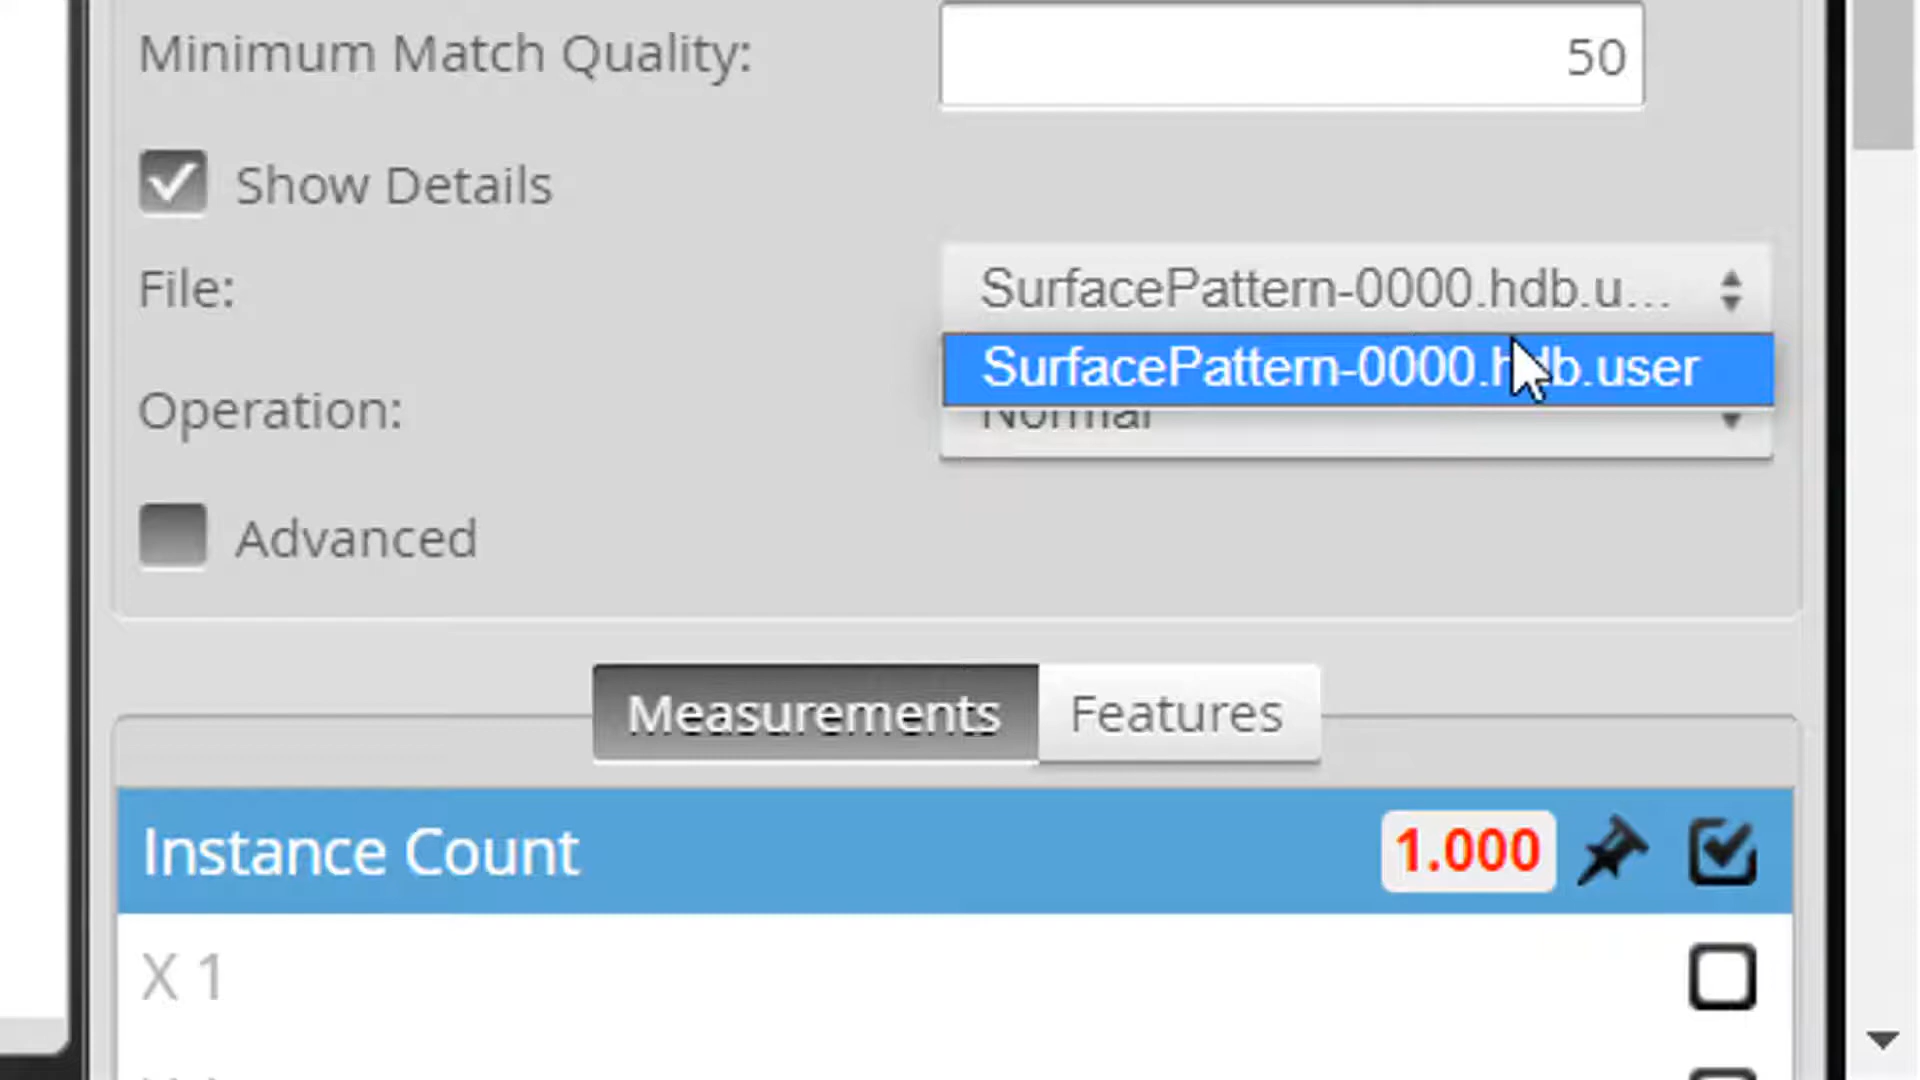 Minimum Match Quality: 50
Show Details
File: SurfacePattern-0000.hdb.u...
SurfacePattern-0000.hdb.user
Operation: Normal
Advanced
Measurements Features
Instance Count 1.000
X 1